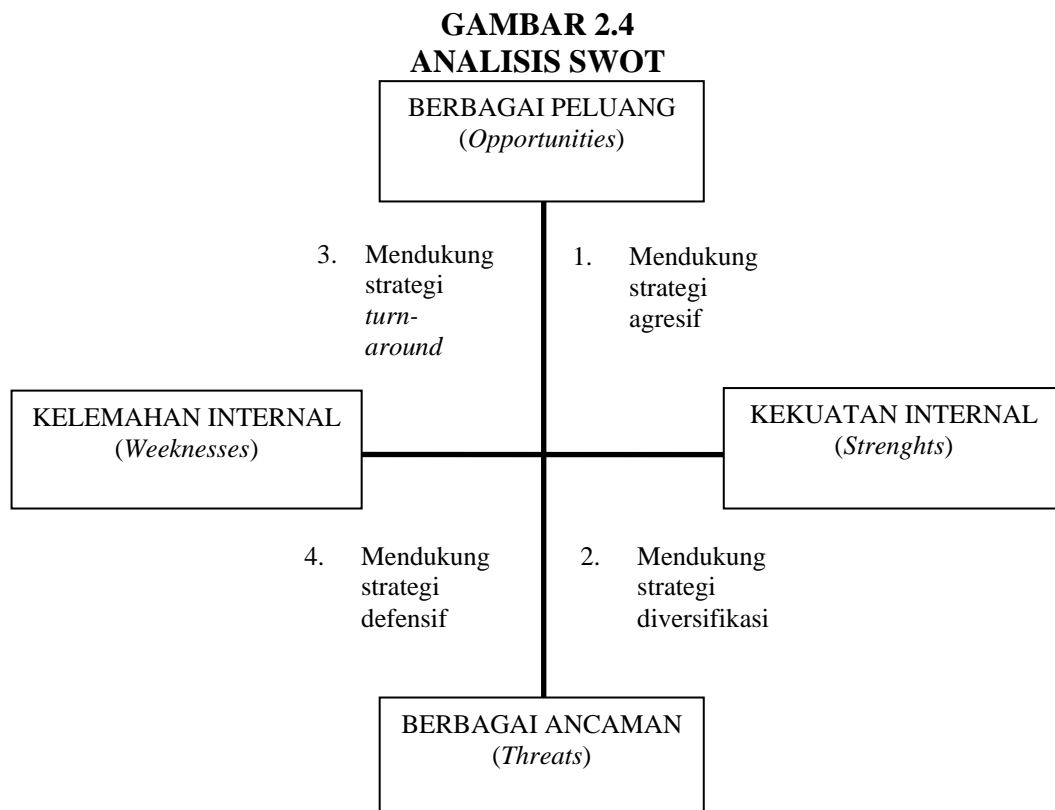 GAMBAR 2.4
ANALISIS SWOT
BERBAGAI PELUANG
(Opportunities)
3. Mendukung
strategi
turn-
around
1. Mendukung
strategi
agresif
KELEMAHAN INTERNAL
(Weeknesses)
KEKUATAN INTERNAL
(Strenghts)
4. Mendukung
strategi
defensif
2. Mendukung
strategi
diversifikasi
BERBAGAI ANCAMAN
(Threats)